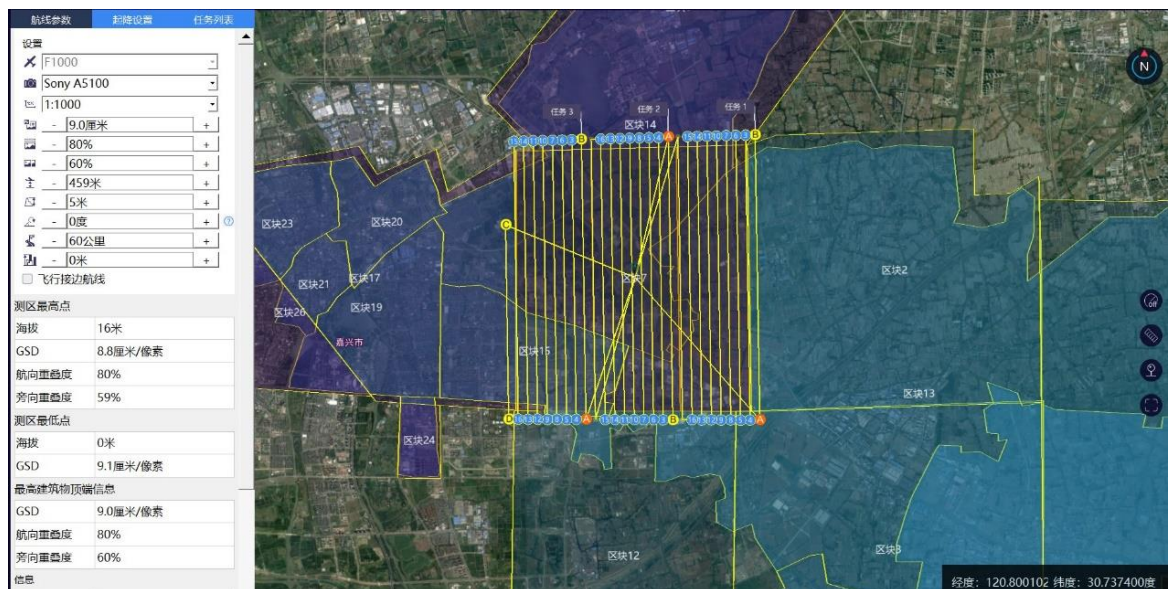 航线参数 起降设置 任务列表
设置
F1000
Sony A5100
1:1000
- 9.0厘米 +
- 80% +
- 60% +
- 459米 +
- 5米 +
- 0度 + ?
- 60公里 +
- 0米 +
飞行接边航线
测区最高点
海拔 16米
GSD 8.8厘米/像素
航向重叠度 80%
旁向重叠度 59%
测区最低点
海拔 0米
GSD 9.1厘米/像素
最高建筑物顶端信息
GSD 9.0厘米/像素
航向重叠度 80%
旁向重叠度 60%
信息
N
任务 3 任务 2 任务 1
区块14
B A B
区块23 区块20
C
区块17 区块7 区块2
区块21
区块26 区块19
嘉兴市 区块15
区块13
D A B A
区块24
区块12 区块3
off
经度: 120.800102 纬度: 30.737400度